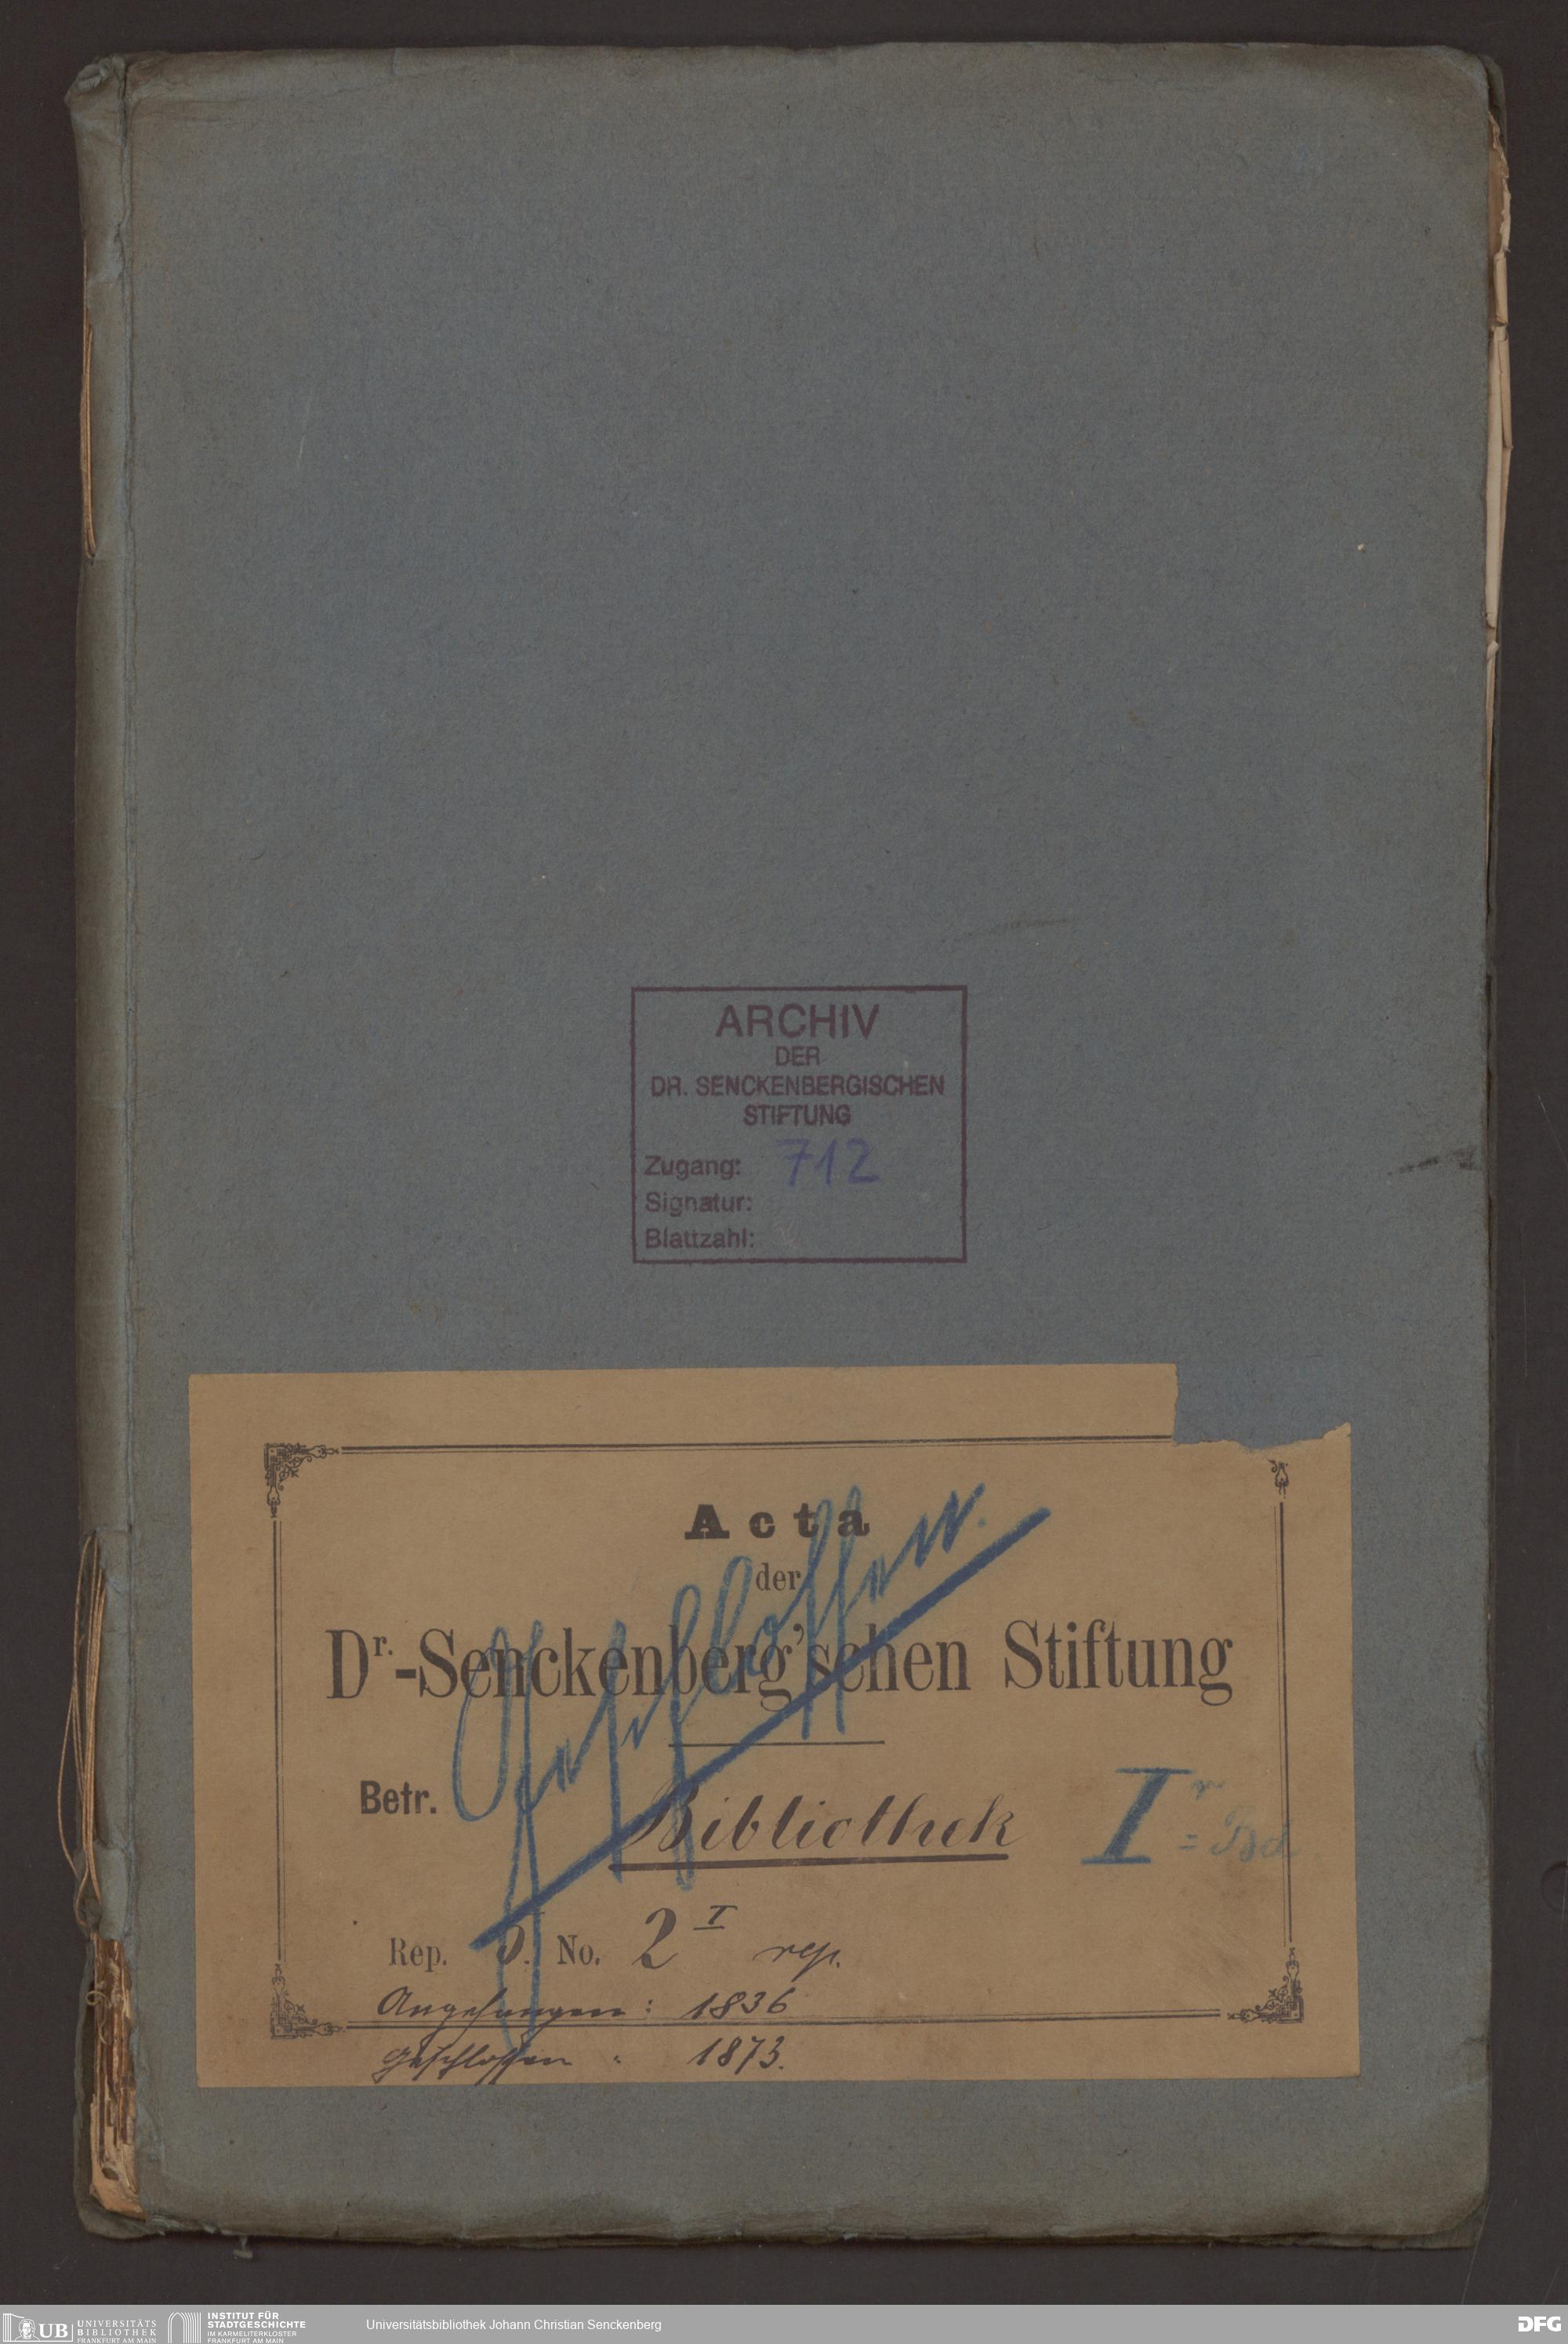 ARCHIV
DER
DR. SENCKENBERGISCHEN
STIFTUNG
Zugang: 712
Signatur:
Blattzahl:
Acta
der
Dr.-Senckenberg'schen Stiftung
Geschlossen.
Betr. Bibliothek Ir = Bd
Rep. No. 2 I rep.
Angefangen: 1836
Geschlossen " 1873.
UB UNIVERSITÄTS
BIBLIOTHEK
FRANKFURT AM MAIN
INSTITUT FÜR
STADTGESCHICHTE
IM KARMELITERKLOSTER
FRANKFURT AM MAIN
Universitätsbibliothek Johann Christian Senckenberg
DFG